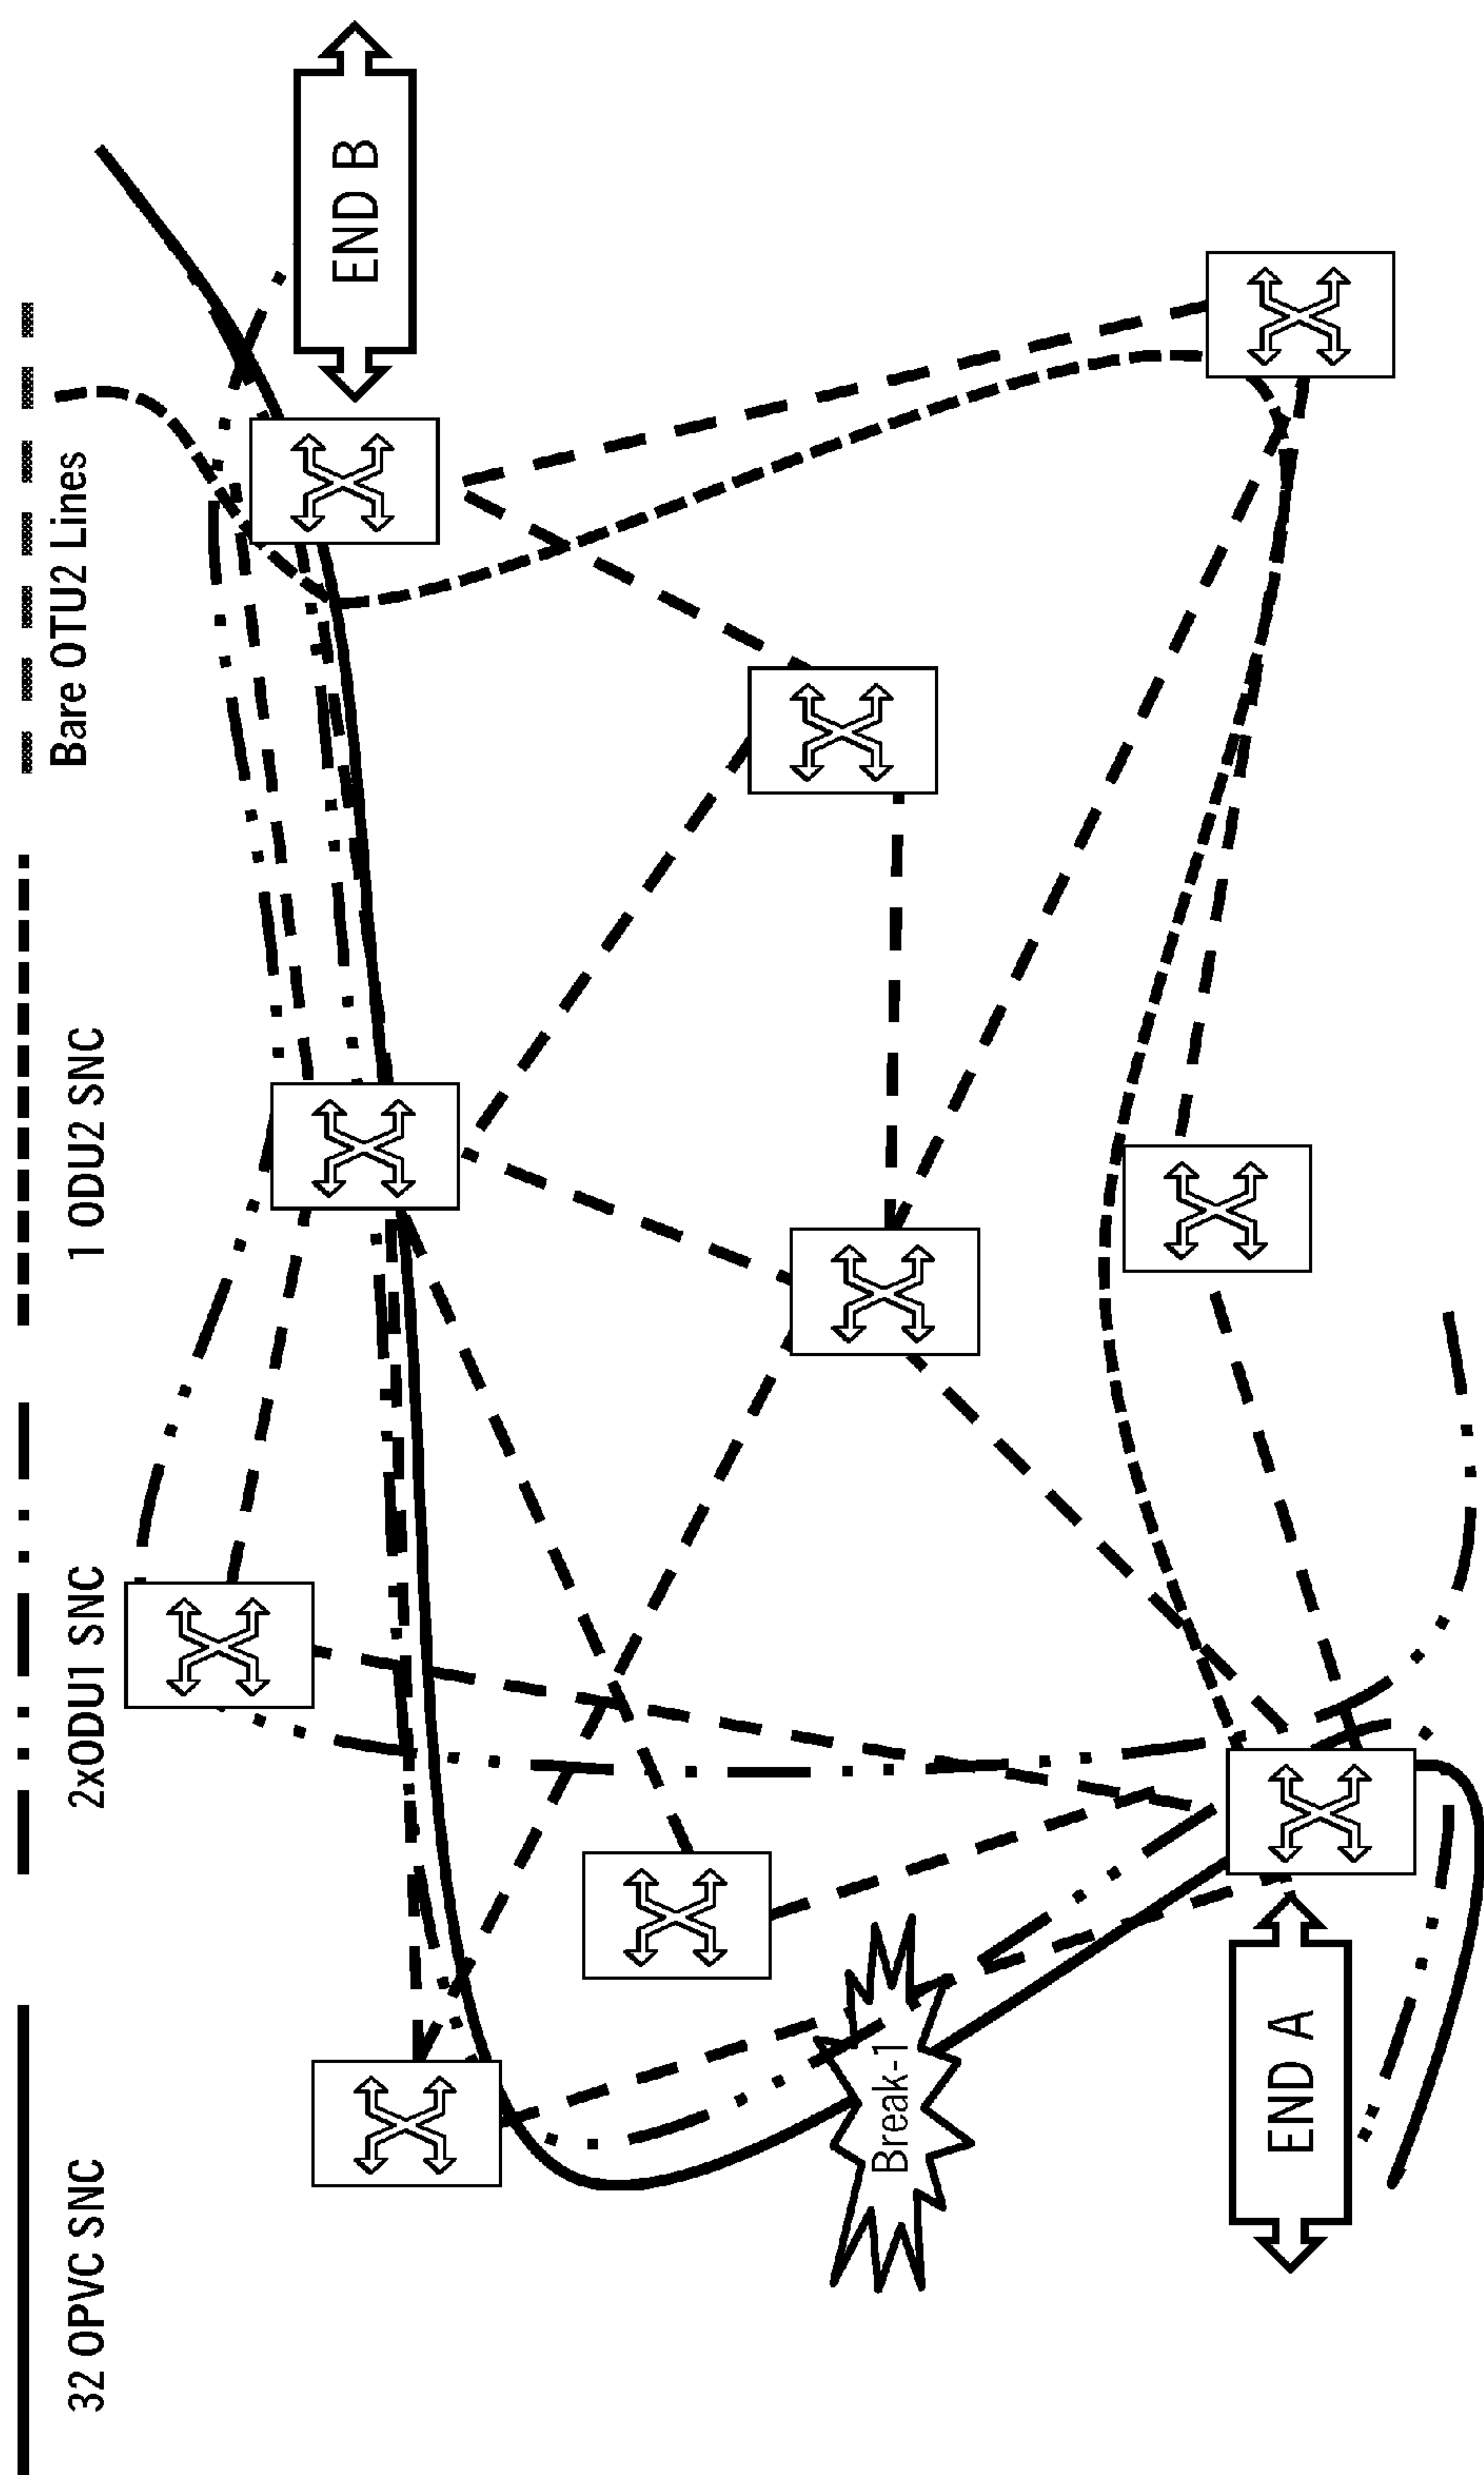 32 OPVC SNC
2xODU1 SNC
1 ODU2 SNC
Bare OTU2 Lines
END B
Break-1
END A